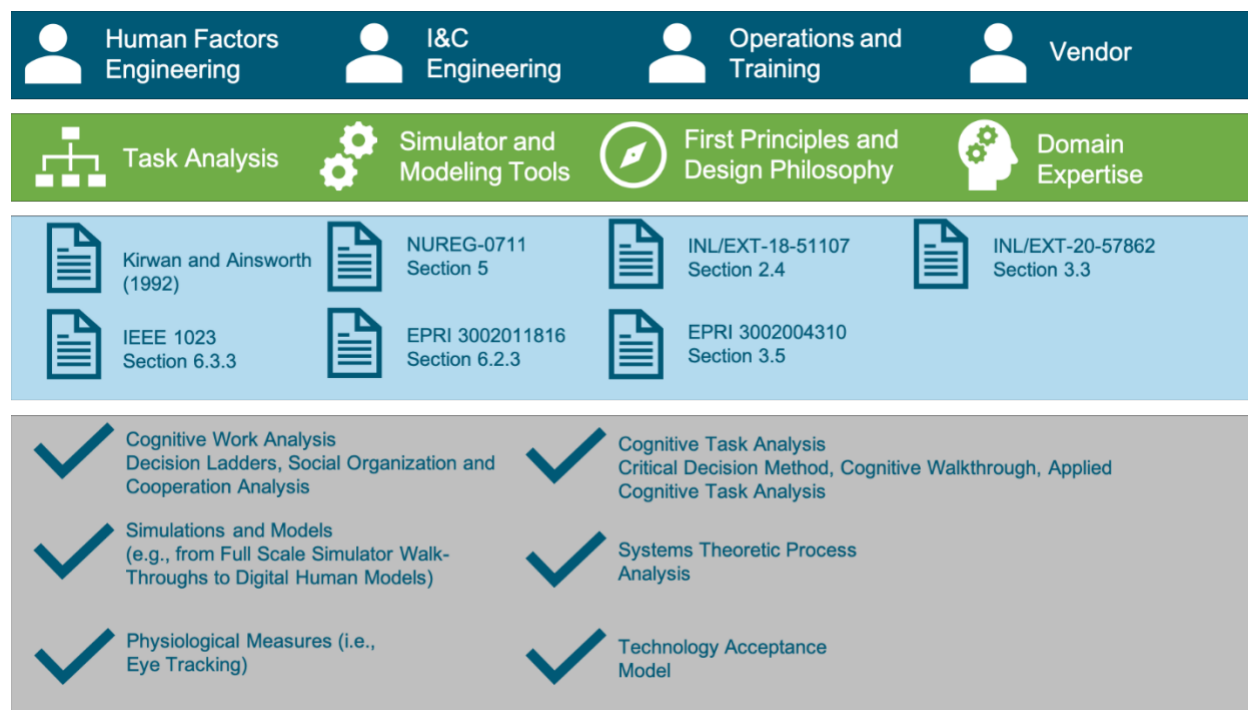 Human Factors
Engineering
I&C
Engineering
Operations and
Training
Vendor
Task Analysis
Simulator and
Modeling Tools
First Principles and
Design Philosophy
Domain
Expertise
Kirwan and Ainsworth
(1992)
NUREG-0711
Section 5
INL/EXT-18-51107
Section 2.4
INL/EXT-20-57862
Section 3.3
IEEE 1023
Section 6.3.3
EPRI 3002011816
Section 6.2.3
EPRI 3002004310
Section 3.5
Cognitive Work Analysis
Decision Ladders, Social Organization and
Cooperation Analysis
Cognitive Task Analysis
Critical Decision Method, Cognitive Walkthrough, Applied
Cognitive Task Analysis
Simulations and Models
(e.g., from Full Scale Simulator Walk-
Throughs to Digital Human Models)
Systems Theoretic Process
Analysis
Physiological Measures (i.e.,
Eye Tracking)
Technology Acceptance
Model